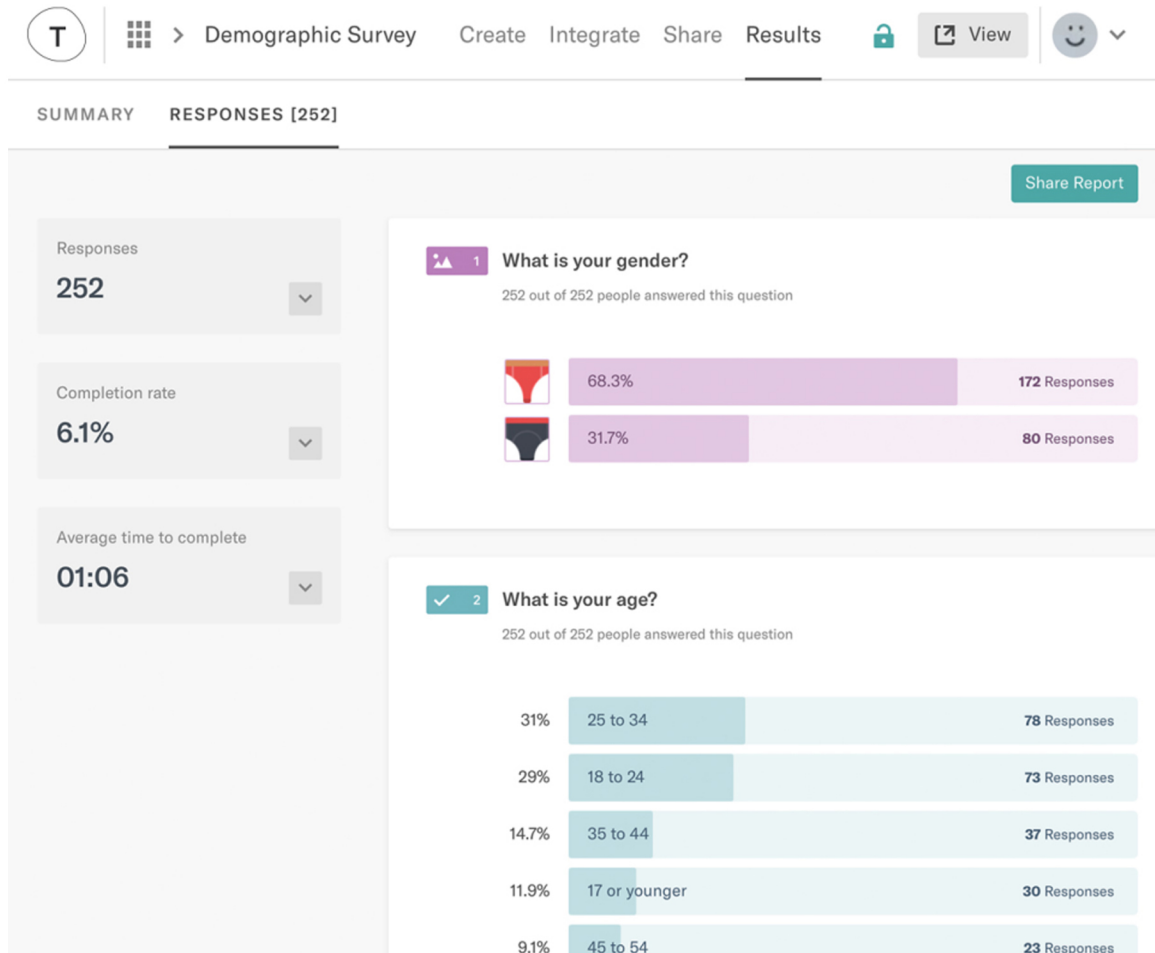 T > Demographic Survey Create Integrate Share Results View
SUMMARY RESPONSES [252]
Share Report
Responses
252
Completion rate
6.1%
Average time to complete
01:06
1 What is your gender?
252 out of 252 people answered this question
68.3% 172 Responses
31.7% 80 Responses
2 What is your age?
252 out of 252 people answered this question
31% 25 to 34 78 Responses
29% 18 to 24 73 Responses
14.7% 35 to 44 37 Responses
11.9% 17 or younger 30 Responses
9.1% 45 to 54 23 Responses